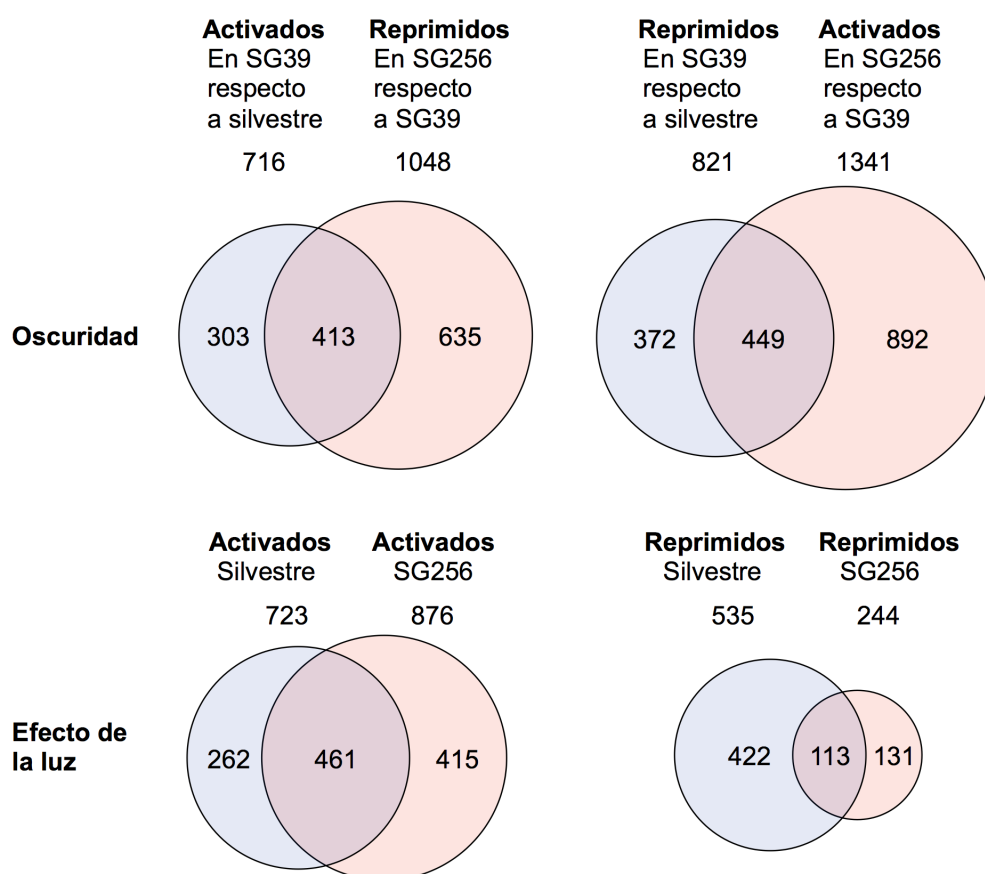 Activados
En SG39
respecto
a silvestre
716
Reprimidos
En SG256
respecto
a SG39
1048
Reprimidos
En SG39
respecto
a silvestre
821
Activados
En SG256
respecto
a SG39
1341
Oscuridad
303
413
635
372
449
892
Activados
Silvestre
723
Activados
SG256
876
Reprimidos
Silvestre
535
Reprimidos
SG256
244
Efecto de
la luz
262
461
415
422
113
131